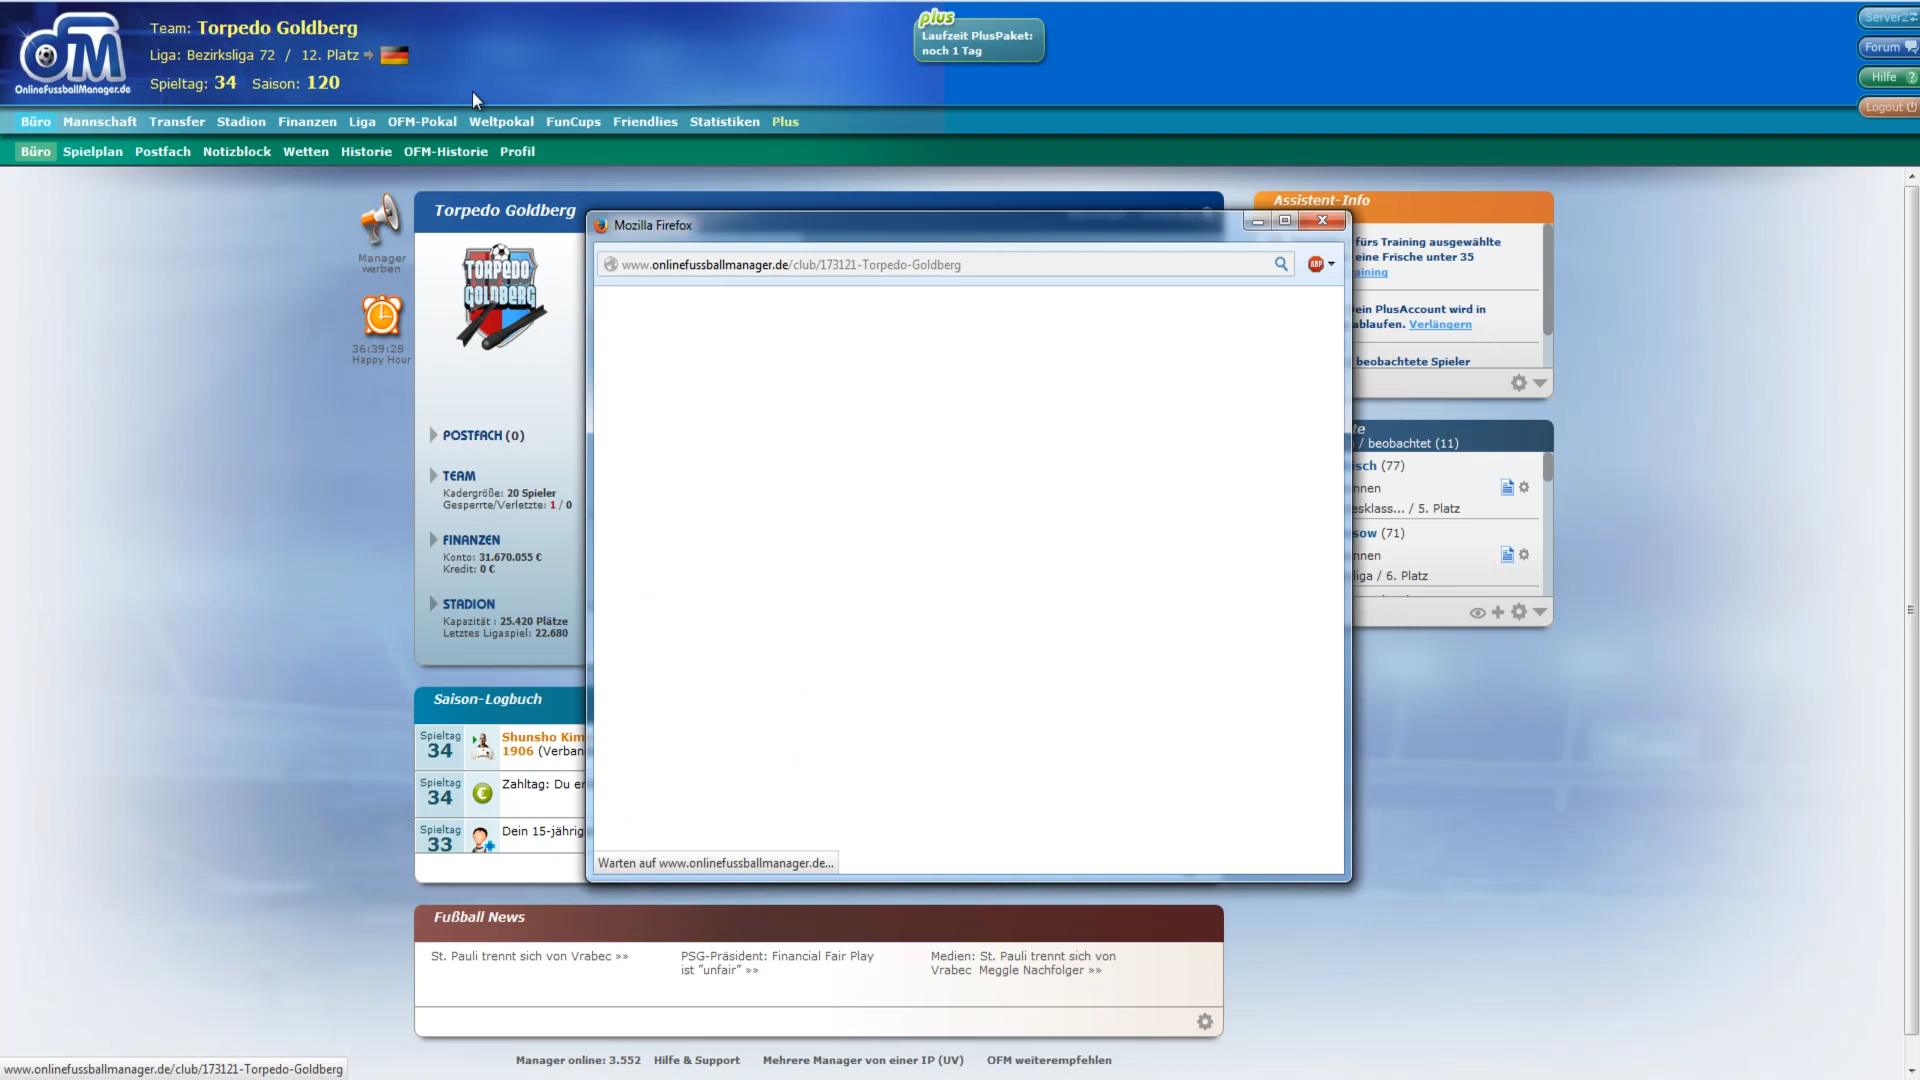 Team: Torpedo Goldberg
Liga: Bezirksliga 72 / 12. Platz
Spieltag: 34 Saison: 120
OFM
OnlineFussballManager.de
plus
Laufzeit PlusPaket:
noch 1 Tag
Server2
Forum
Hilfe ?
Logout
Büro Mannschaft Transfer Stadion Finanzen Liga OFM-Pokal Weltpokal FunCups Friendlies Statistiken Plus
Büro Spielplan Postfach Notizblock Wetten Historie OFM-Historie Profil
Manager
werben
36:39:28
Happy Hour
Torpedo Goldberg
TORPEDO
GOLDBERG
POSTFACH (0)
TEAM
Kadergröße: 20 Spieler
Gesperrte/Verletzte: 1 / 0
FINANZEN
Konto: 31.670.055 €
Kredit: 0 €
STADION
Kapazität : 25.420 Plätze
Letztes Ligaspiel: 22.680
Mozilla Firefox
www.onlinefussballmanager.de/club/173121-Torpedo-Goldberg
ABP
Warten auf www.onlinefussballmanager.de...
Assistent-Info
fürs Training ausgewählte
eine Frische unter 35
aining
ein PlusAccount wird in
ablaufen. Verlängern
beobachtete Spieler
te
/ beobachtet (11)
sch (77)
nnen
esklass... / 5. Platz
sow (71)
nnen
liga / 6. Platz
Saison-Logbuch
Spieltag
34
Shunsho Kim
1906 (Verban
Spieltag
34
Zahltag: Du er
Spieltag
33
Dein 15-jährig
Fußball News
St. Pauli trennt sich von Vrabec »»
PSG-Präsident: Financial Fair Play
ist "unfair" »»
Medien: St. Pauli trennt sich von
Vrabec Meggle Nachfolger »»
Manager online: 3.552 Hilfe & Support Mehrere Manager von einer IP (UV) OFM weiterempfehlen
www.onlinefussballmanager.de/club/173121-Torpedo-Goldberg